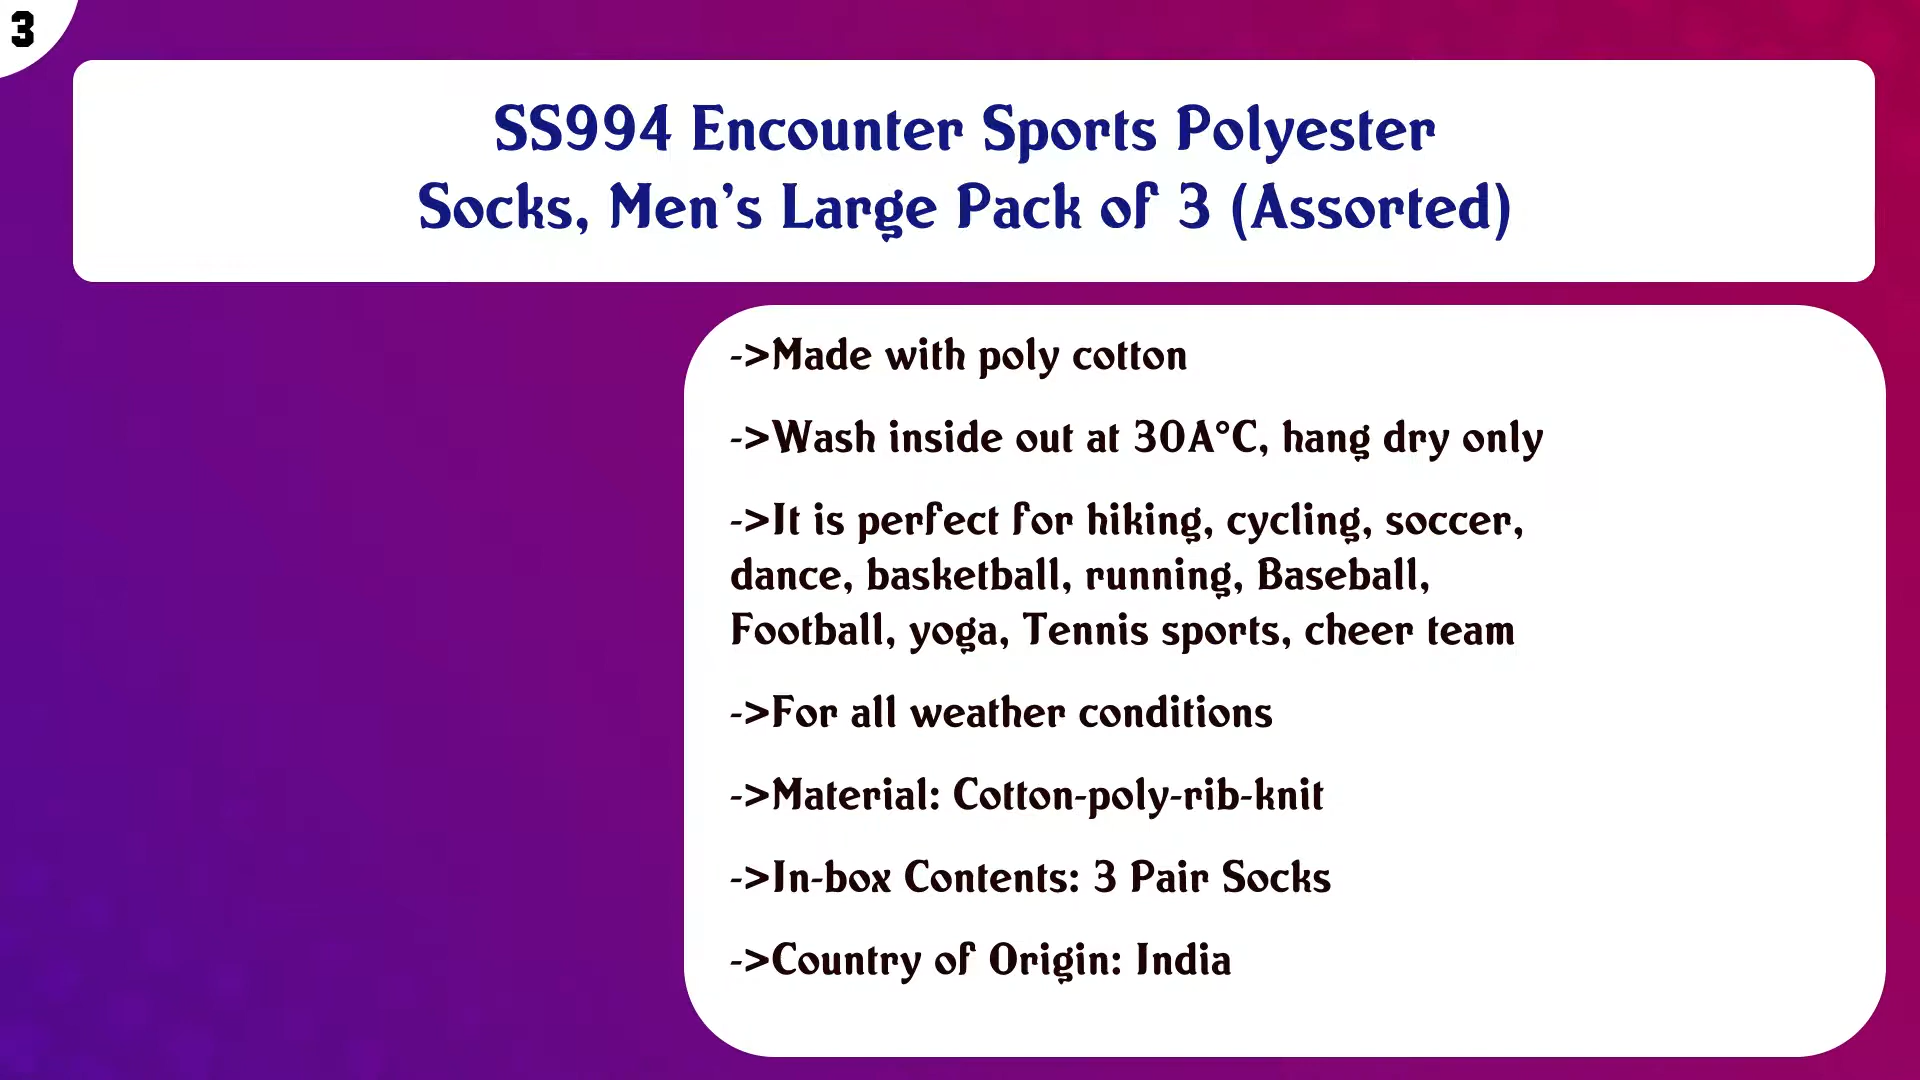 3
SS994 Encounter Sports Polyester
Socks, Men's Large Pack of 3 (Assorted)
->Made with poly cotton
->Wash inside out at 30A°C, hang dry only
->It is perfect for hiking, cycling, soccer,
dance, basketball, running, Baseball,
Football, yoga, Tennis sports, cheer team
->For all weather conditions
->Material: Cotton-poly-rib-knit
->In-box Contents: 3 Pair Socks
->Country of Origin: India